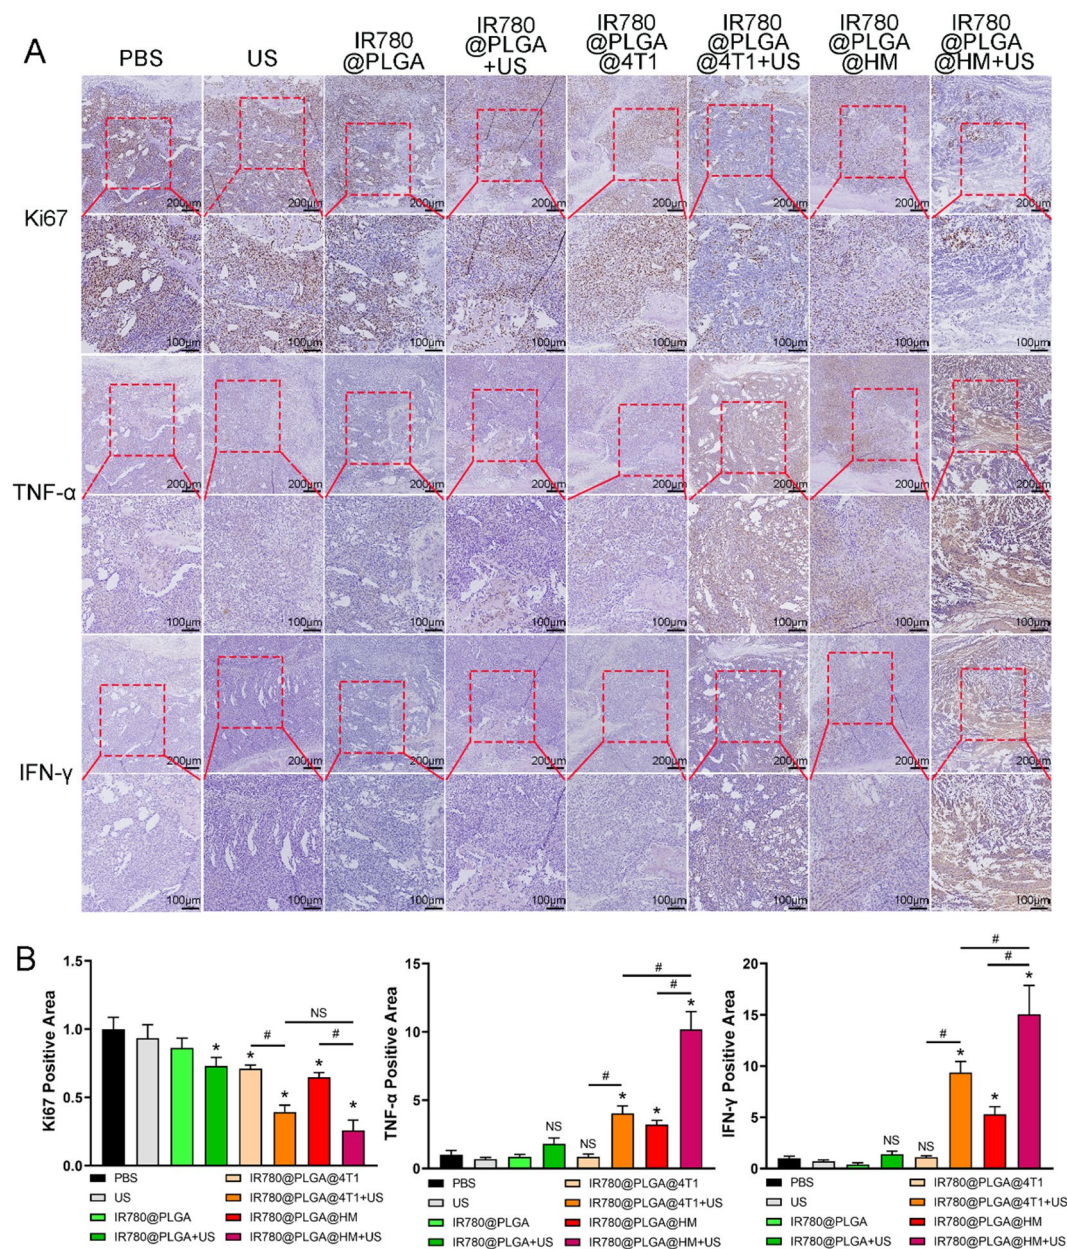 A
PBS
US
IR780
@PLGA
IR780
@PLGA
+US
IR780
@PLGA
@4T1
IR780
@PLGA
@4T1+US
IR780
@PLGA
@HM
IR780
@PLGA
@HM+US
Ki67
200μm 200μm 200μm 200μm 200μm 200μm 200μm 200μm
100μm 100μm 100μm 100μm 100μm 100μm 100μm 100μm
TNF-α
200μm 200μm 200μm 200μm 200μm 200μm 200μm 200μm
100μm 100μm 100μm 100μm 100μm 100μm 100μm 100μm
IFN-γ
200μm 200μm 200μm 200μm 200μm 200μm 200μm 200μm
100μm 100μm 100μm 100μm 100μm 100μm 100μm 100μm
B
Ki67 Positive Area
1.5
1.0
0.5
0.0
* * # * NS * # *
PBS
US
IR780@PLGA
IR780@PLGA+US
IR780@PLGA@4T1
IR780@PLGA@4T1+US
IR780@PLGA@HM
IR780@PLGA@HM+US
TNF-α Positive Area
15
10
5
0
NS NS # * * # # *
PBS
US
IR780@PLGA
IR780@PLGA+US
IR780@PLGA@4T1
IR780@PLGA@4T1+US
IR780@PLGA@HM
IR780@PLGA@HM+US
IFN-γ Positive Area
20
15
10
5
0
NS NS # * * # # *
PBS
US
IR780@PLGA
IR780@PLGA+US
IR780@PLGA@4T1
IR780@PLGA@4T1+US
IR780@PLGA@HM
IR780@PLGA@HM+US